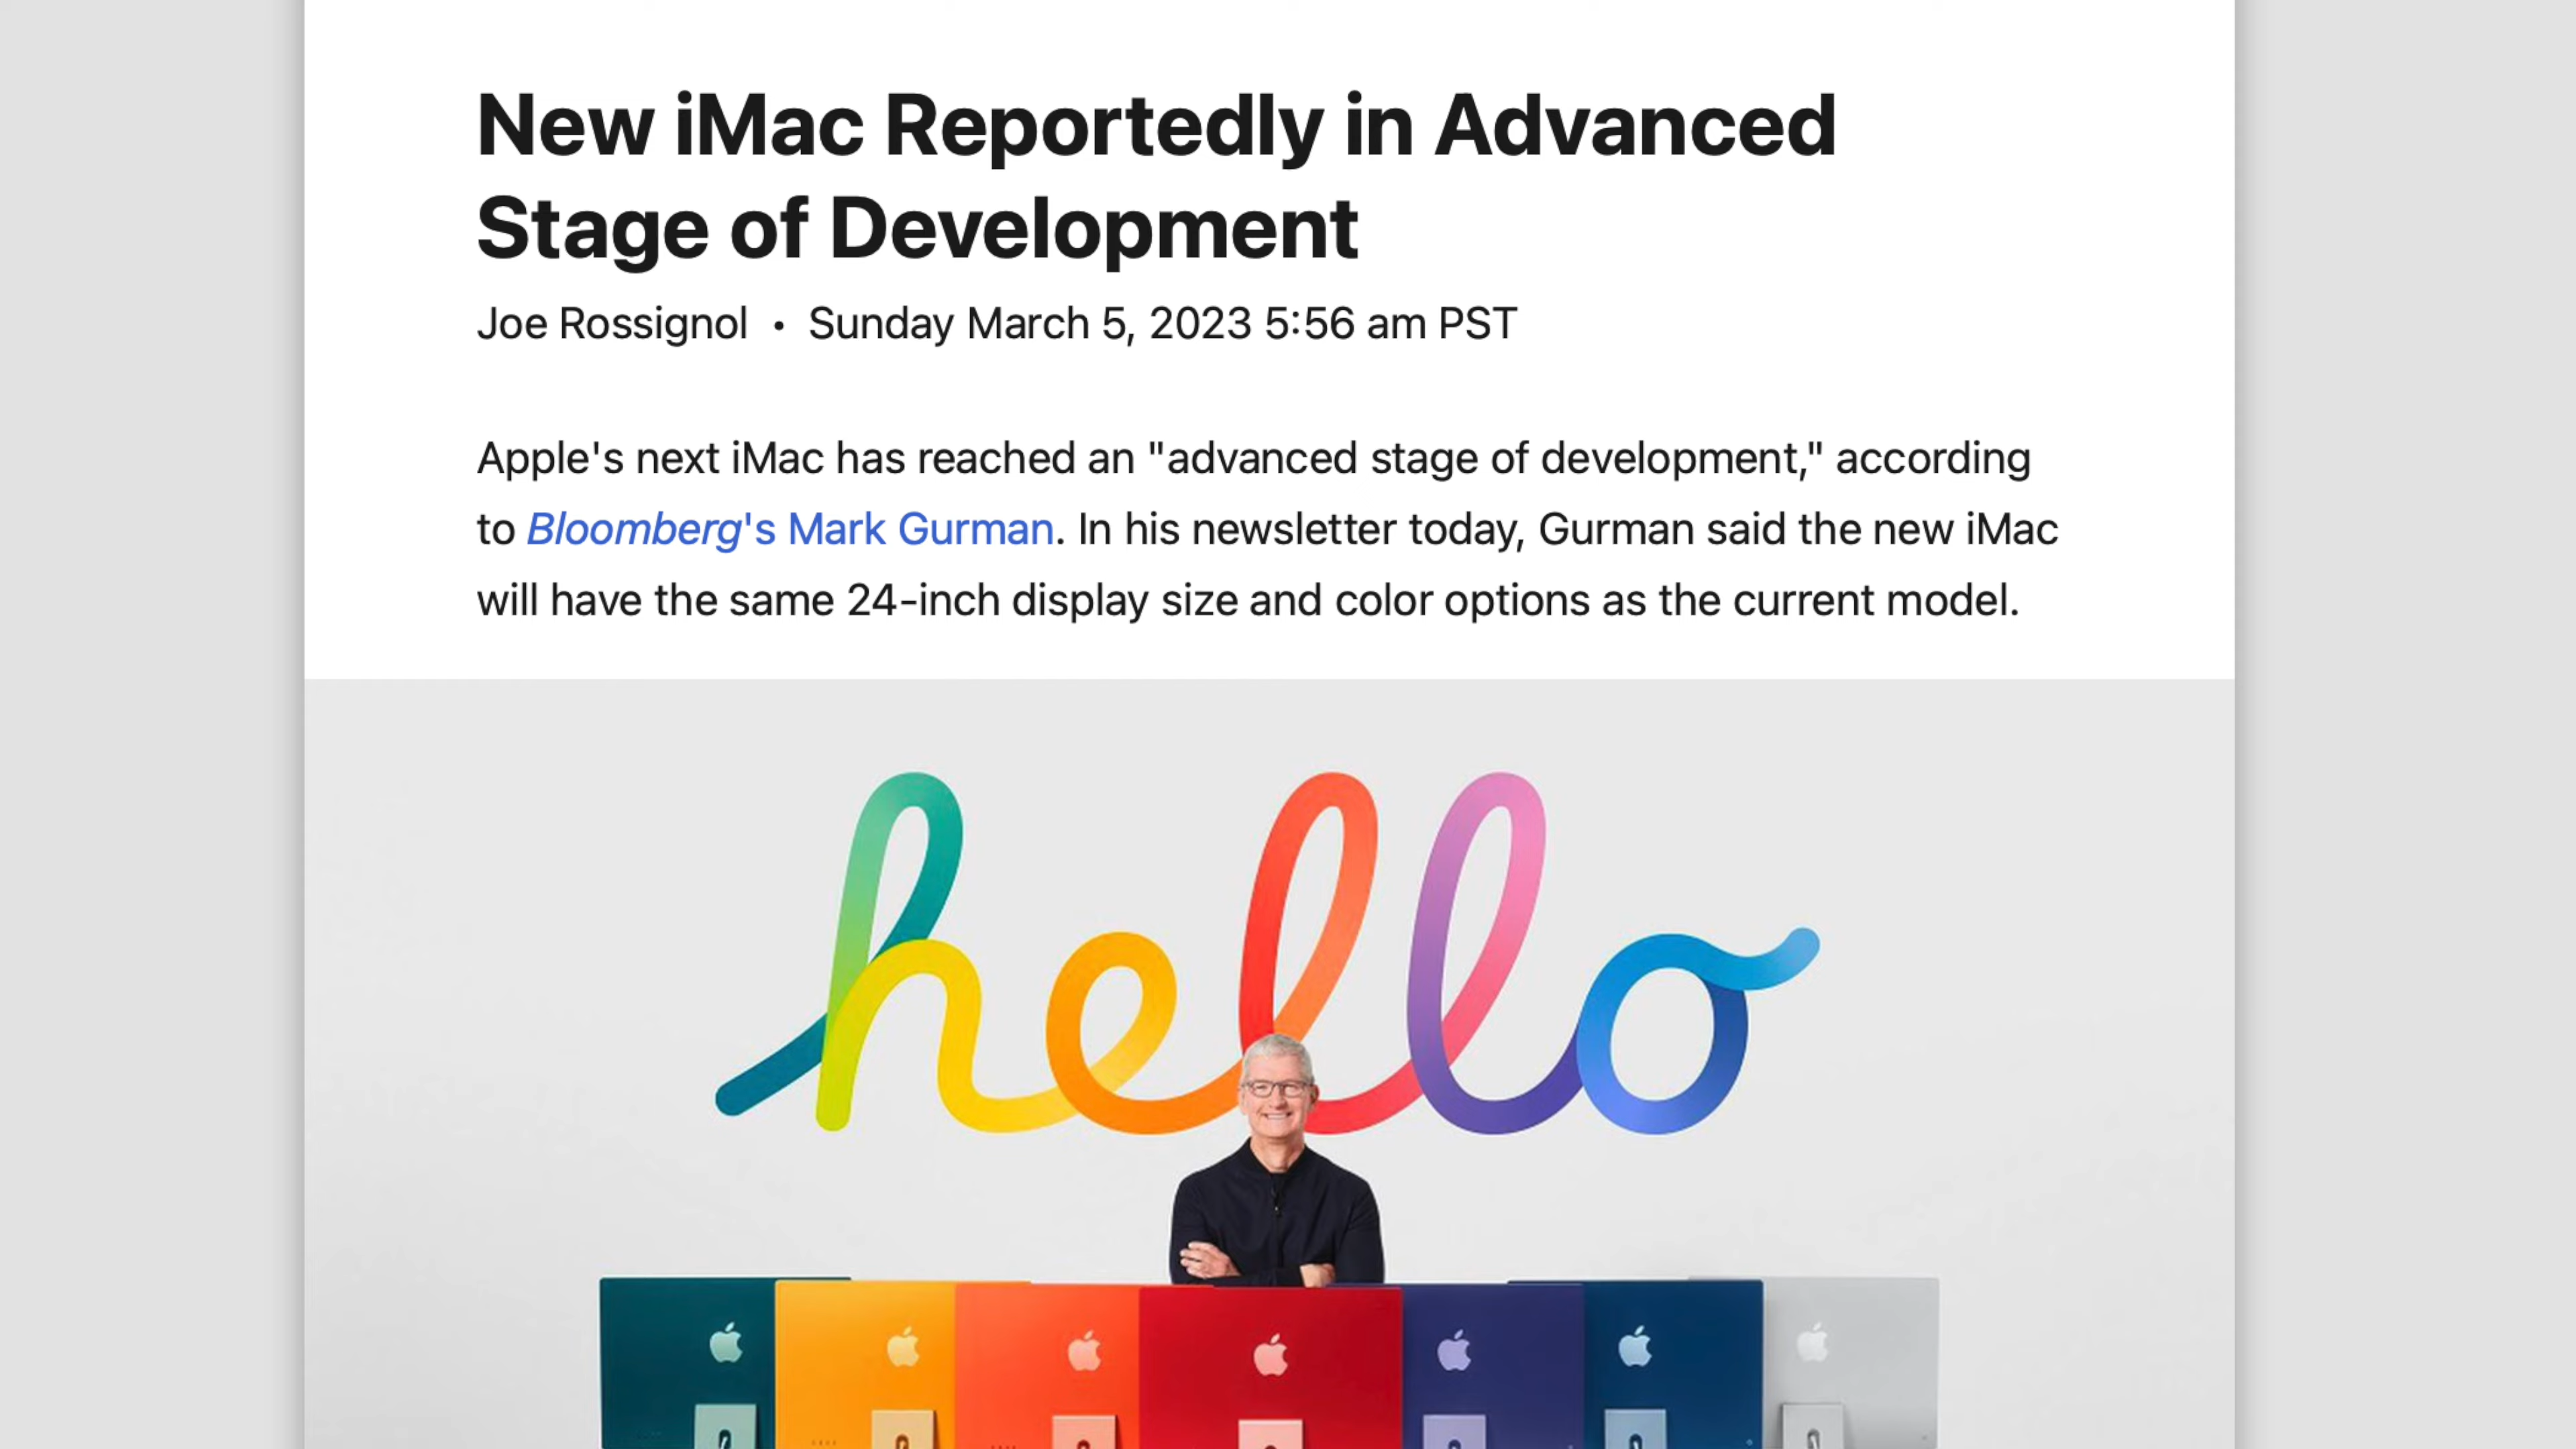 New iMac Reportedly in Advanced
Stage of Development
Joe Rossignol • Sunday March 5, 2023 5:56 am PST
Apple's next iMac has reached an "advanced stage of development," according
to Bloomberg's Mark Gurman. In his newsletter today, Gurman said the new iMac
will have the same 24-inch display size and color options as the current model.
hello